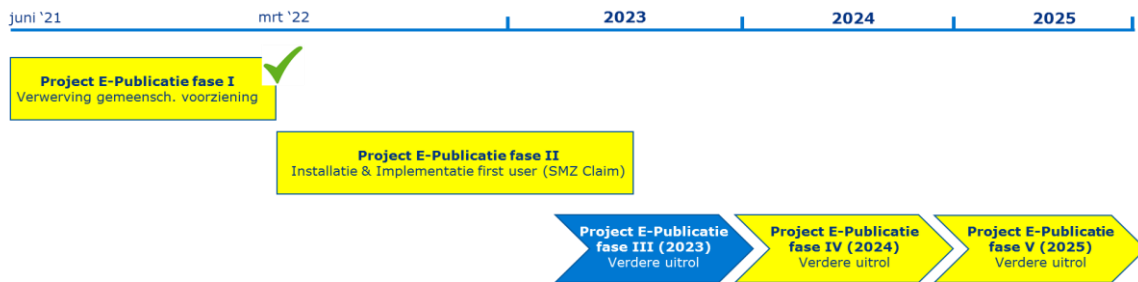 juni ‘21
mrt ‘22
2023
2024
2025
Project E-Publicatie fase I
Verwerving gemeensch. voorziening
Project E-Publicatie fase II
Installatie & Implementatie first user (SMZ Claim)
Project E-Publicatie
fase III (2023)
Verdere uitrol
Project E-Publicatie
fase IV (2024)
Verdere uitrol
Project E-Publicatie
fase V (2025)
Verdere uitrol